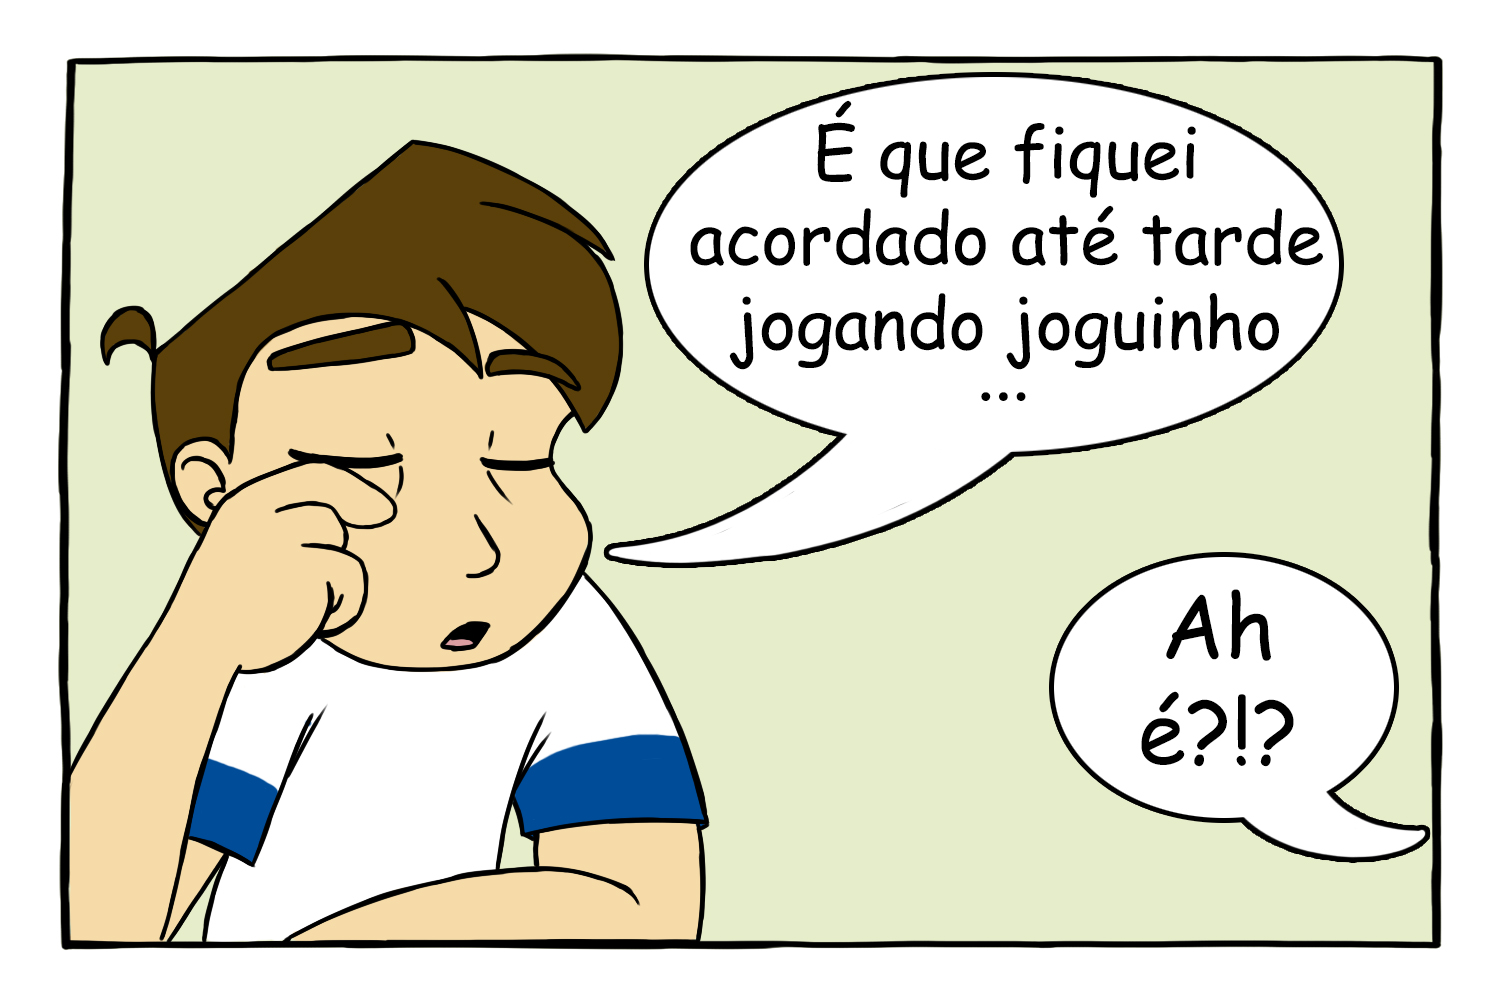 É que fiquei
acordado até tarde
jogando joguinho
...
Ah
é?!?